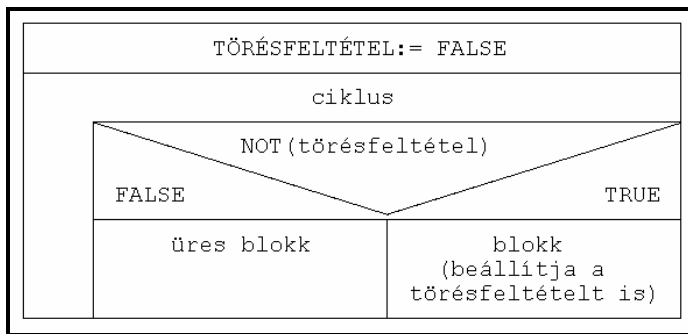 TÖRÉSFELTÉTEL:= FALSE
ciklus
NOT(törésfeltétel)
FALSE
TRUE
üres blokk
blokk
(beállítja a
törésfeltételt is)